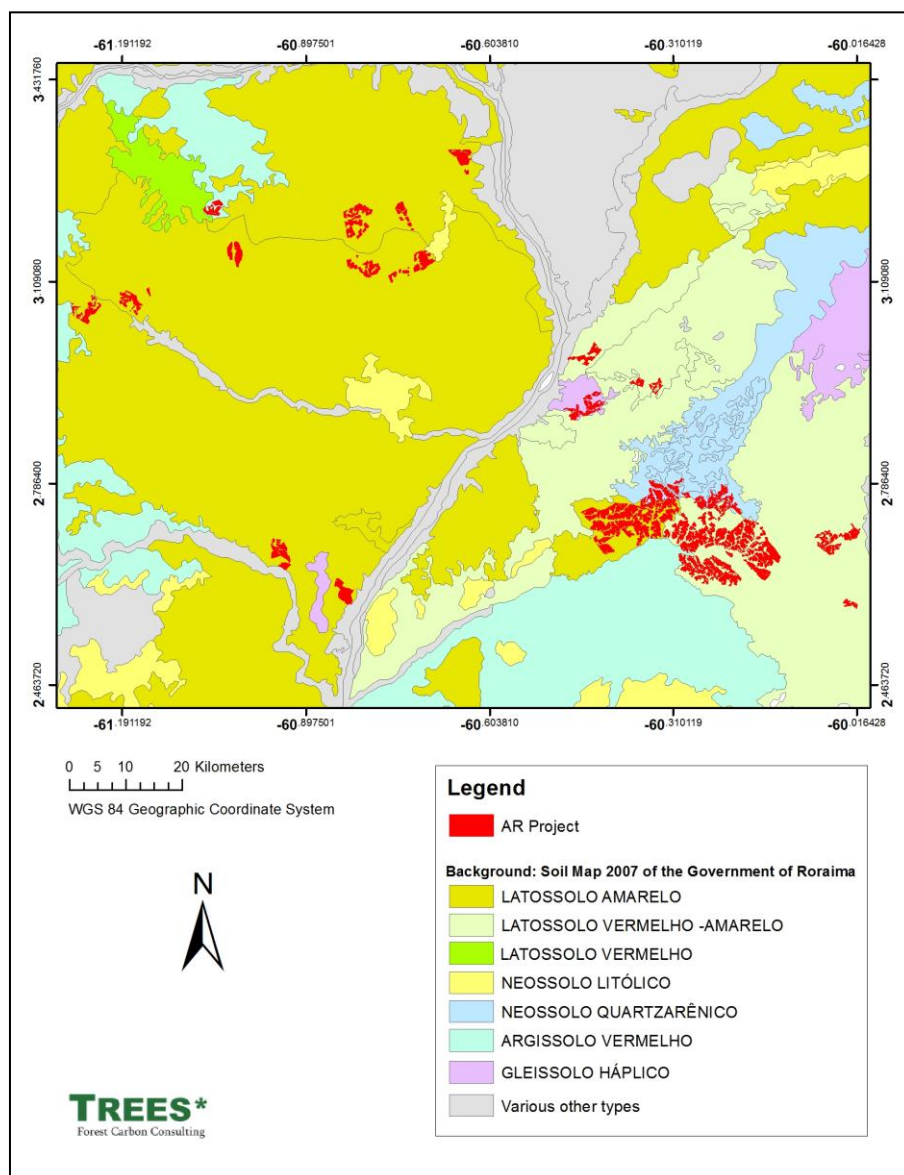 -61.191192 -60.897501 -60.603810 -60.310119 -60.016428
3.431760 3.431760
3.109080 3.109080
2.786400 2.786400
2.463720 2.463720
-61.191192 -60.897501 -60.603810 -60.310119 -60.016428
0 5 10 20 Kilometers
WGS 84 Geographic Coordinate System
N
Legend
AR Project
Background: Soil Map 2007 of the Government of Roraima
LATOSSOLO AMARELO
LATOSSOLO VERMELHO -AMARELO
LATOSSOLO VERMELHO
NEOSSOLO LITÓLICO
NEOSSOLO QUARTZARÊNICO
ARGISSOLO VERMELHO
GLEISSOLO HÁPLICO
Various other types
TREES*
Forest Carbon Consulting